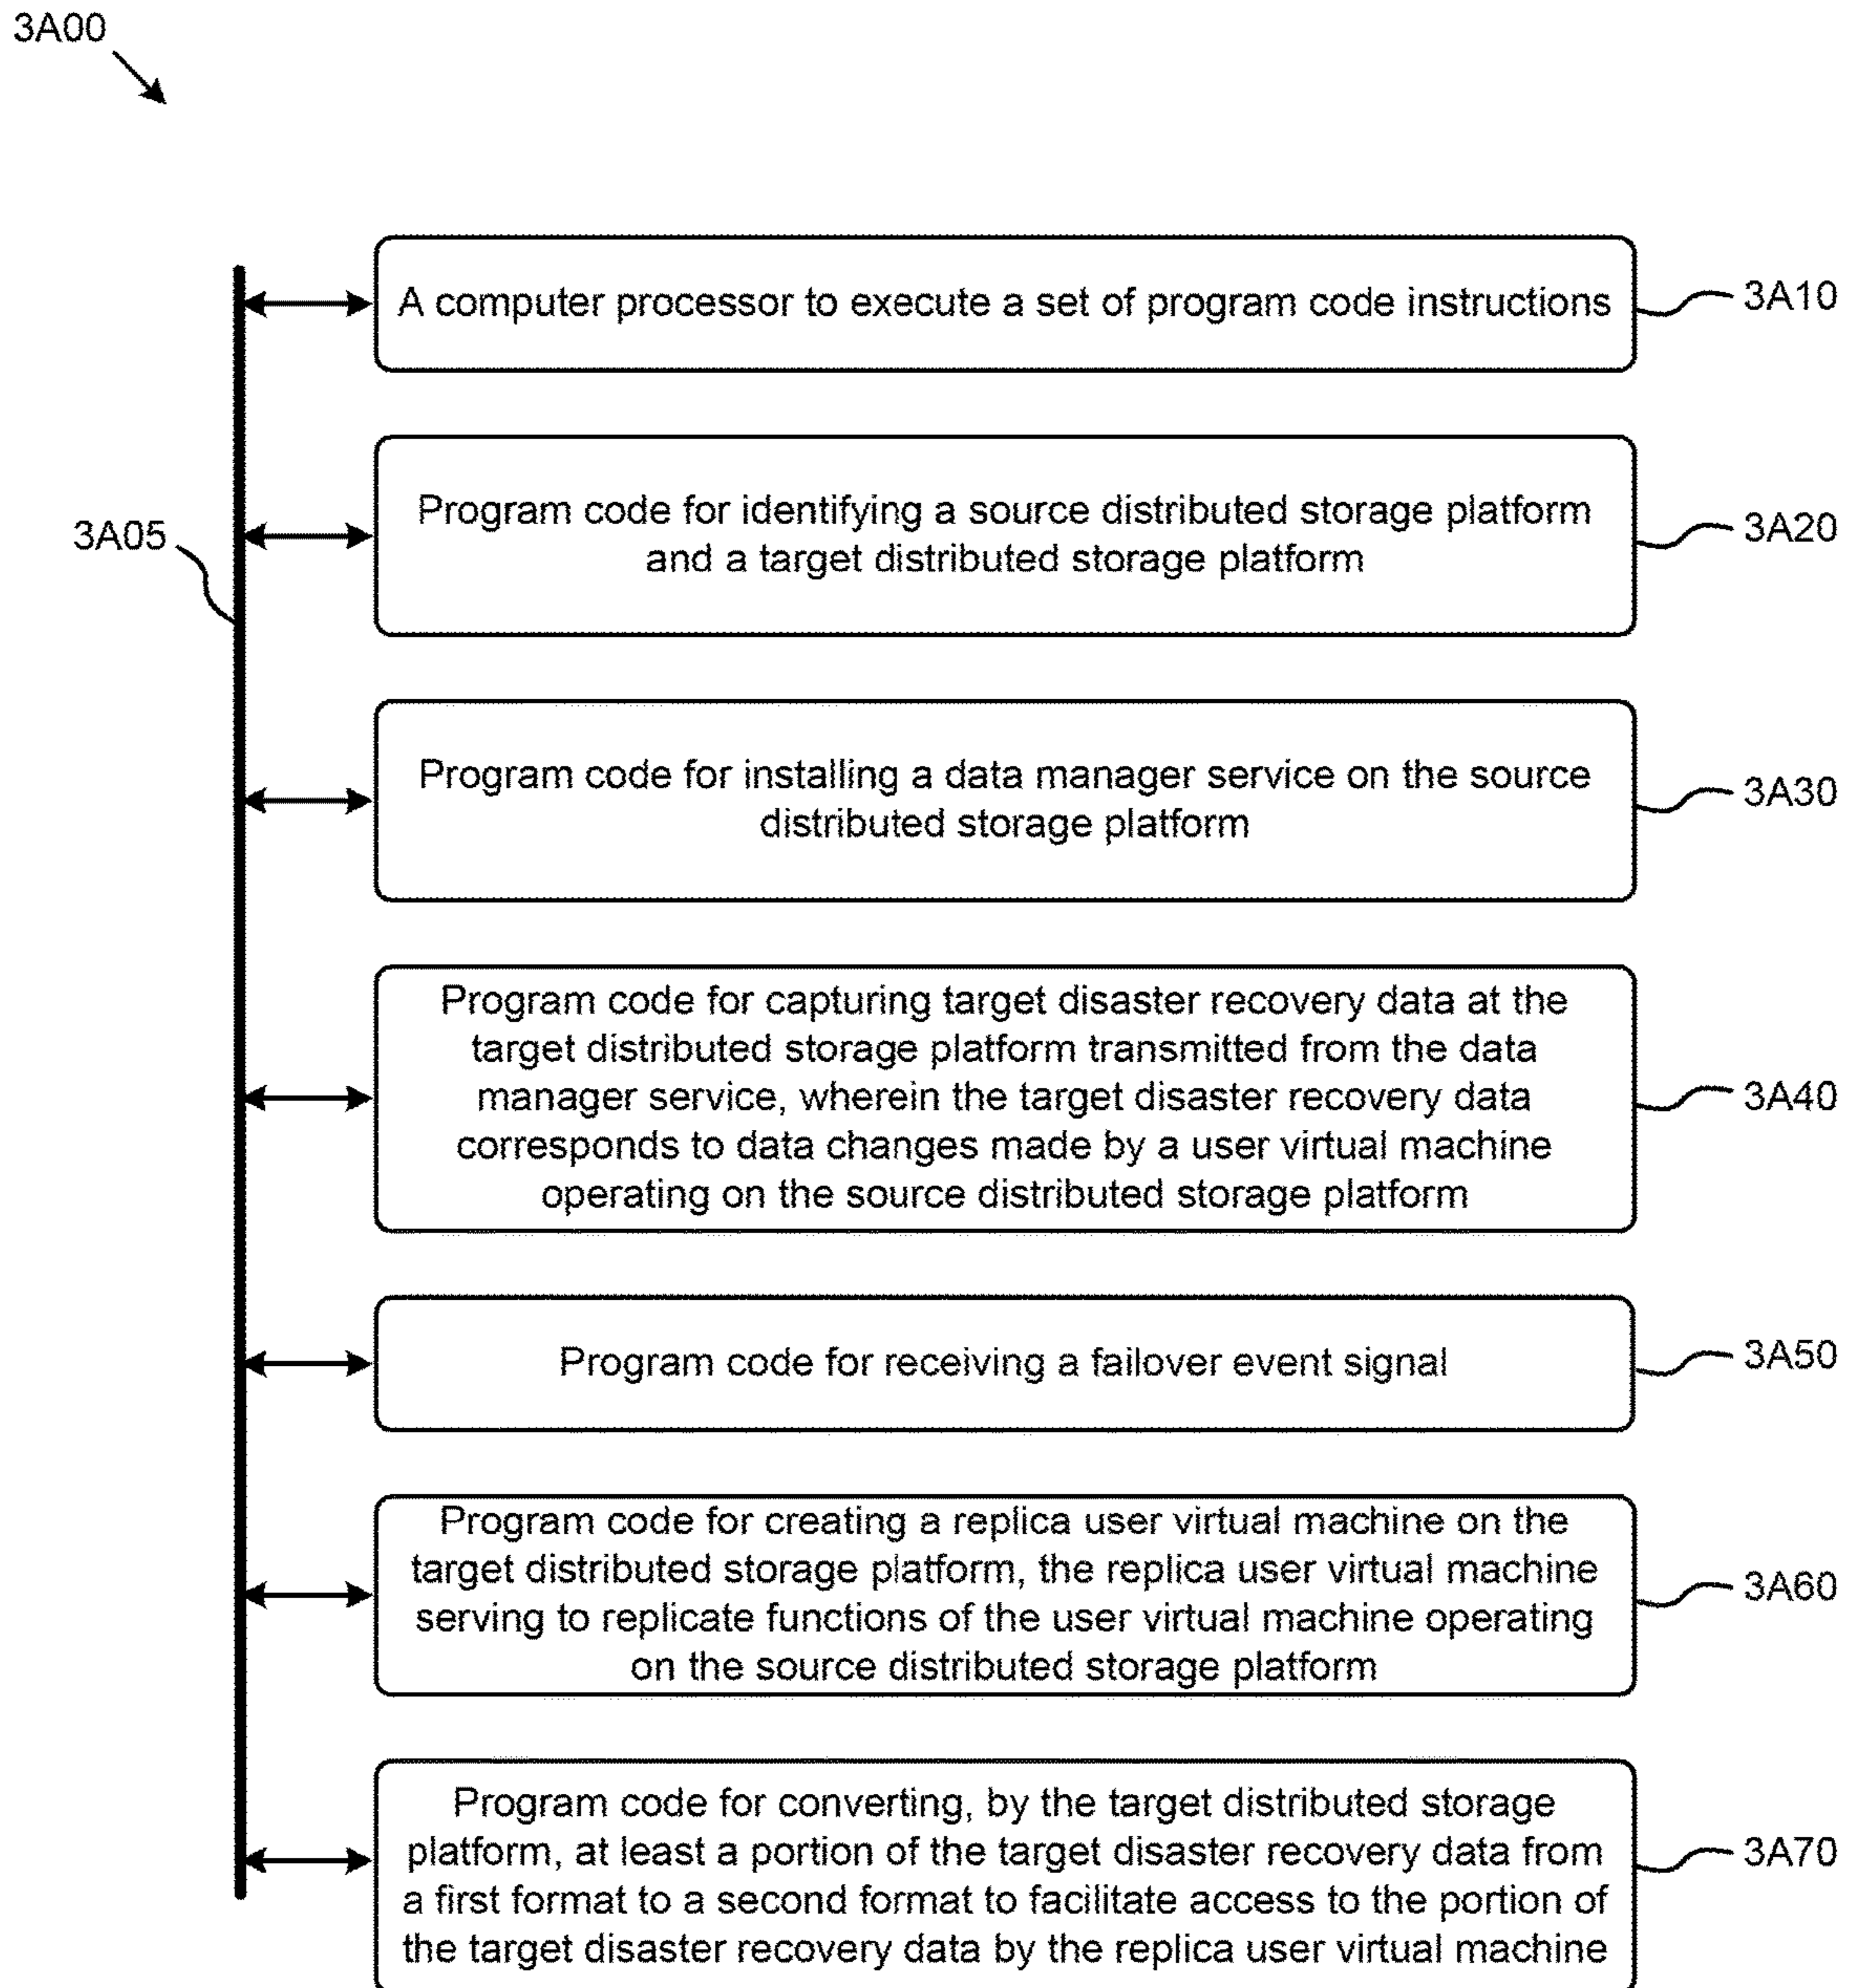 3A00
A computer processor to execute a set of program code instructions
3A10
3A05
Program code for identifying a source distributed storage platform
and a target distributed storage platform
3A20
Program code for installing a data manager service on the source
distributed storage platform
3A30
Program code for capturing target disaster recovery data at the
target distributed storage platform transmitted from the data
manager service, wherein the target disaster recovery data
corresponds to data changes made by a user virtual machine
operating on the source distributed storage platform
3A40
Program code for receiving a failover event signal
3A50
Program code for creating a replica user virtual machine on the
target distributed storage platform, the replica user virtual machine
serving to replicate functions of the user virtual machine operating
on the source distributed storage platform
3A60
Program code for converting, by the target distributed storage
platform, at least a portion of the target disaster recovery data from
a first format to a second format to facilitate access to the portion of
the target disaster recovery data by the replica user virtual machine
3A70